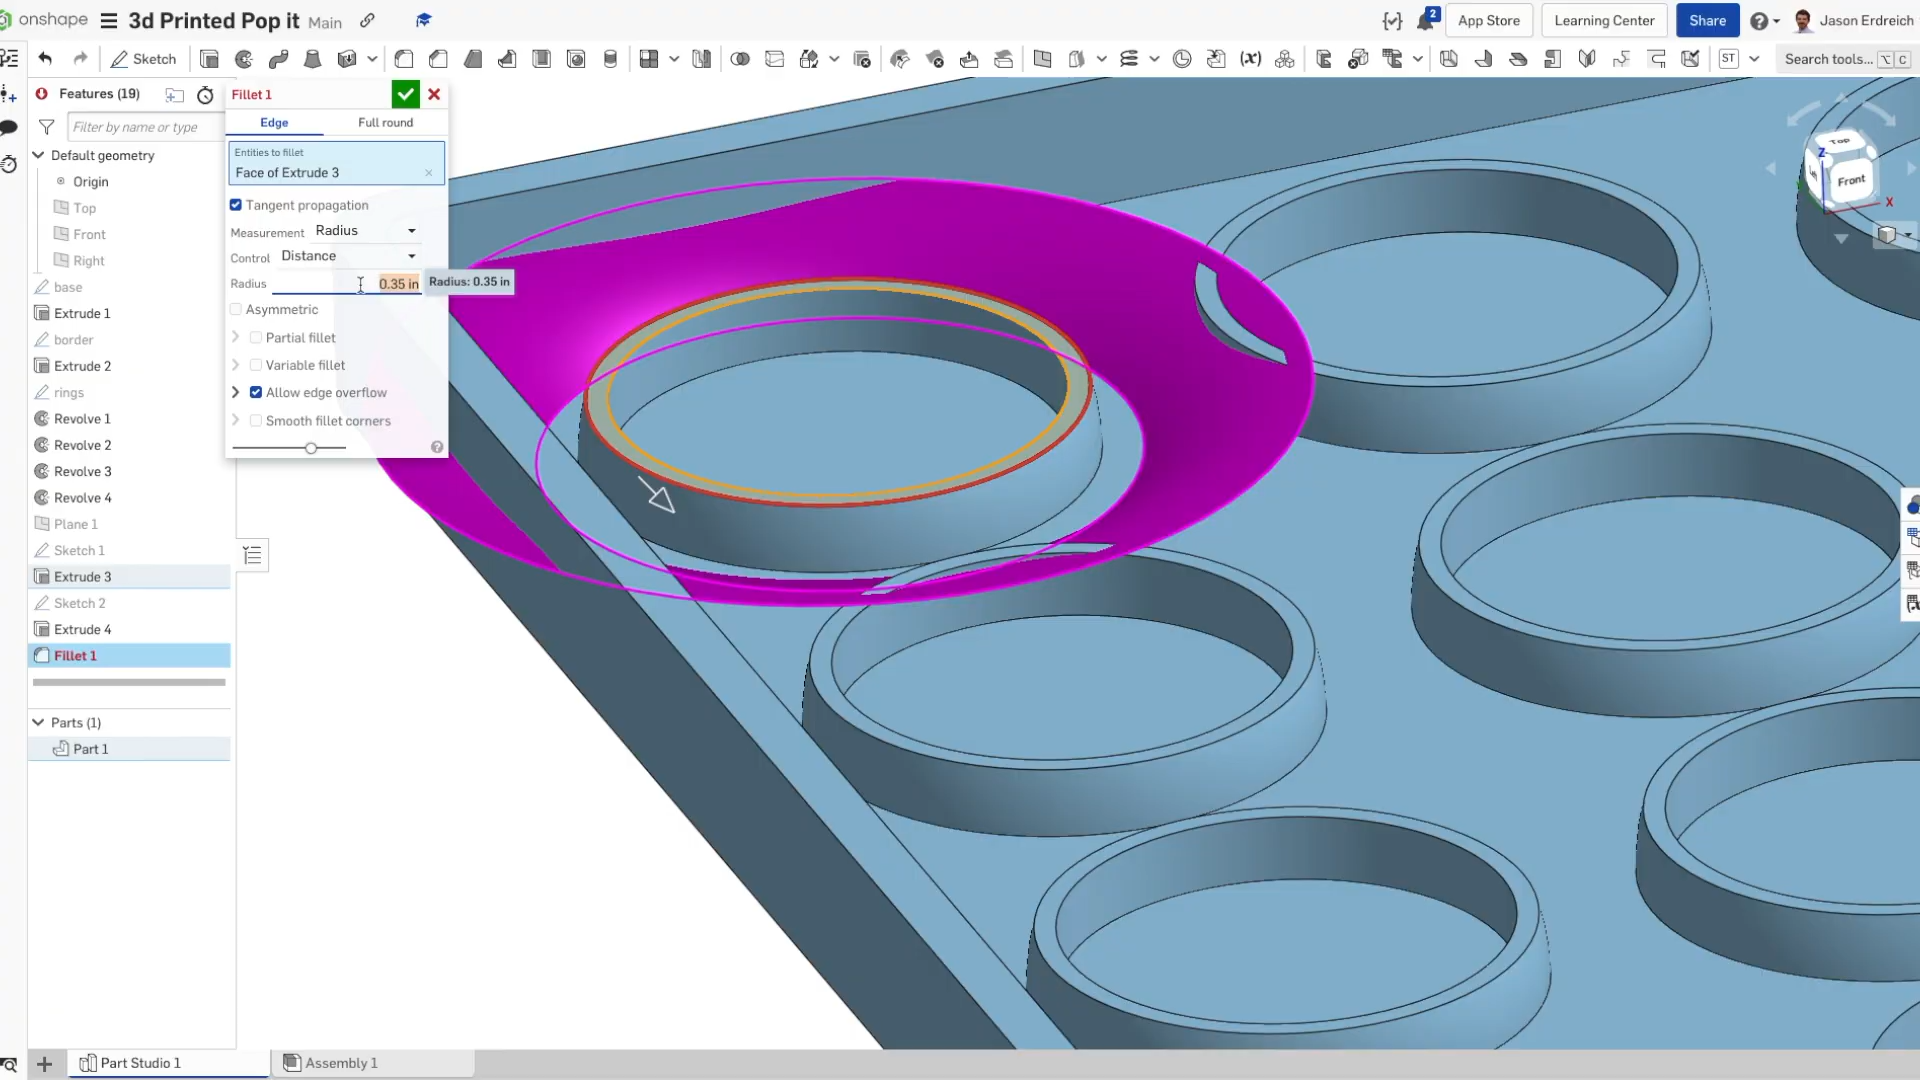 onshape 3d Printed Pop it Main 2 App Store Learning Center Share Jason Erdreich
Sketch (x) ST Search tools... ⌥ C
Features (19)
Filter by name or type
Default geometry
Origin
Top
Front
Right
base
Extrude 1
border
Extrude 2
rings
Revolve 1
Revolve 2
Revolve 3
Revolve 4
Plane 1
Sketch 1
Extrude 3
Sketch 2
Extrude 4
Fillet 1
Parts (1)
Part 1
Fillet 1
Edge Full round
Entities to fillet
Face of Extrude 3
Tangent propagation
Measurement Radius
Control Distance
Radius 0.35 in Radius: 0.35 in
Asymmetric
Partial fillet
Variable fillet
Allow edge overflow
Smooth fillet corners
Top
Z
Front
X
Part Studio 1 Assembly 1